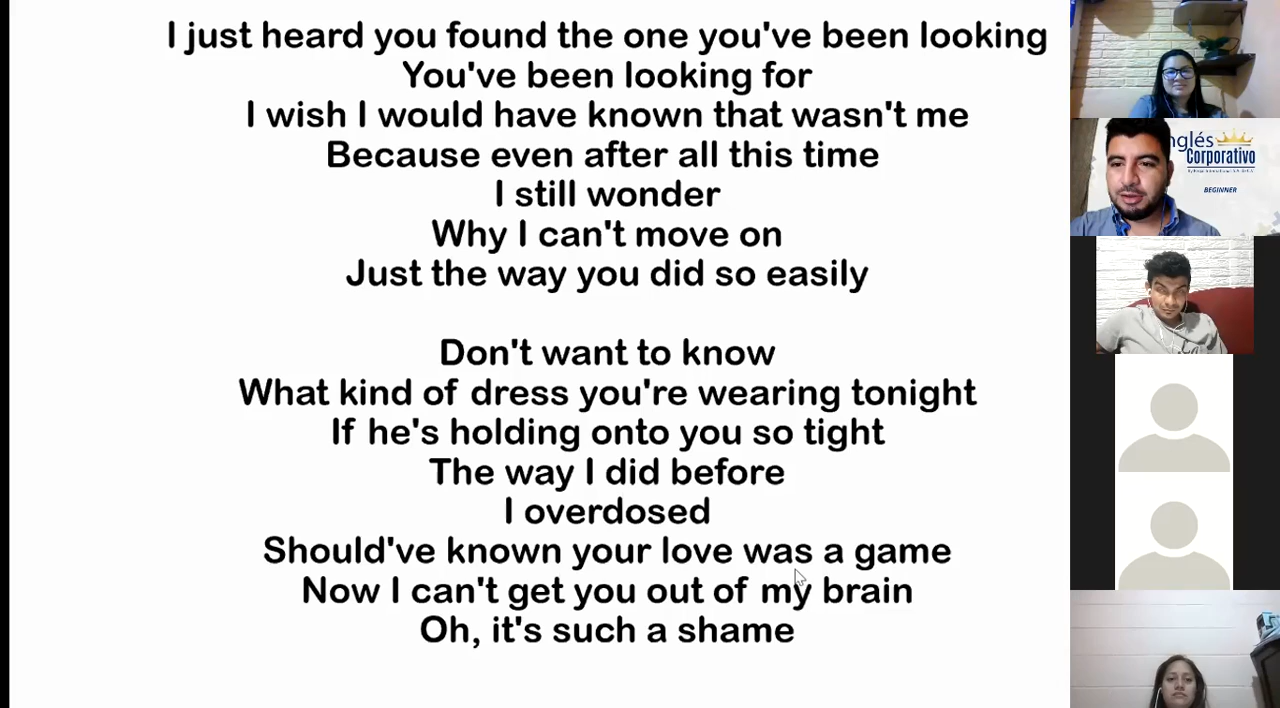 I just heard you found the one you've been looking
You've been looking for
I wish I would have known that wasn't me
Because even after all this time
I still wonder
Why I can't move on
Just the way you did so easily
Don't want to know
What kind of dress you're wearing tonight
If he's holding onto you so tight
The way I did before
I overdosed
Should've known your love was a game
Now I can't get you out of my brain
Oh, it's such a shame
nglés
Corporativo
BEGINNER